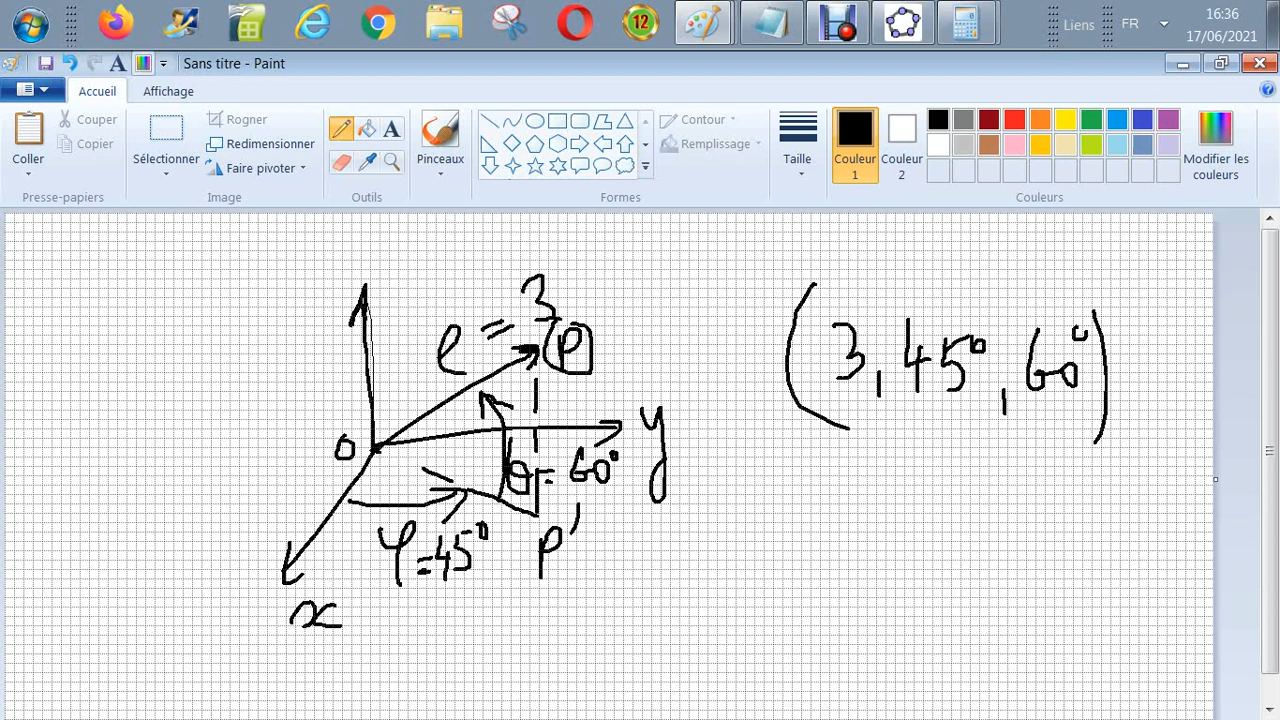 12
Liens
FR
16:36
17/06/2021
Sans titre - Paint
Accueil
Affichage
Coller
Couper
Copier
Presse-papiers
Sélectionner
Rogner
Redimensionner
Faire pivoter
Image
Outils
Pinceaux
Contour
Remplissage
Formes
Taille
Couleur 1
Couleur 2
Modifier les couleurs
Couleurs
ρ = 3
P
(3, 45°, 60°)
O
y
θ = 60°
φ = 45°
P'
x